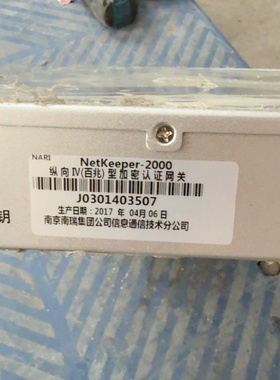 NARI
NetKeeper-2000
纵向Ⅳ(百兆)型加密认证网关
J0301403507
生产日期:2017 年 04月 06 日
南京南瑞集团公司信息通信技术分公司
钥